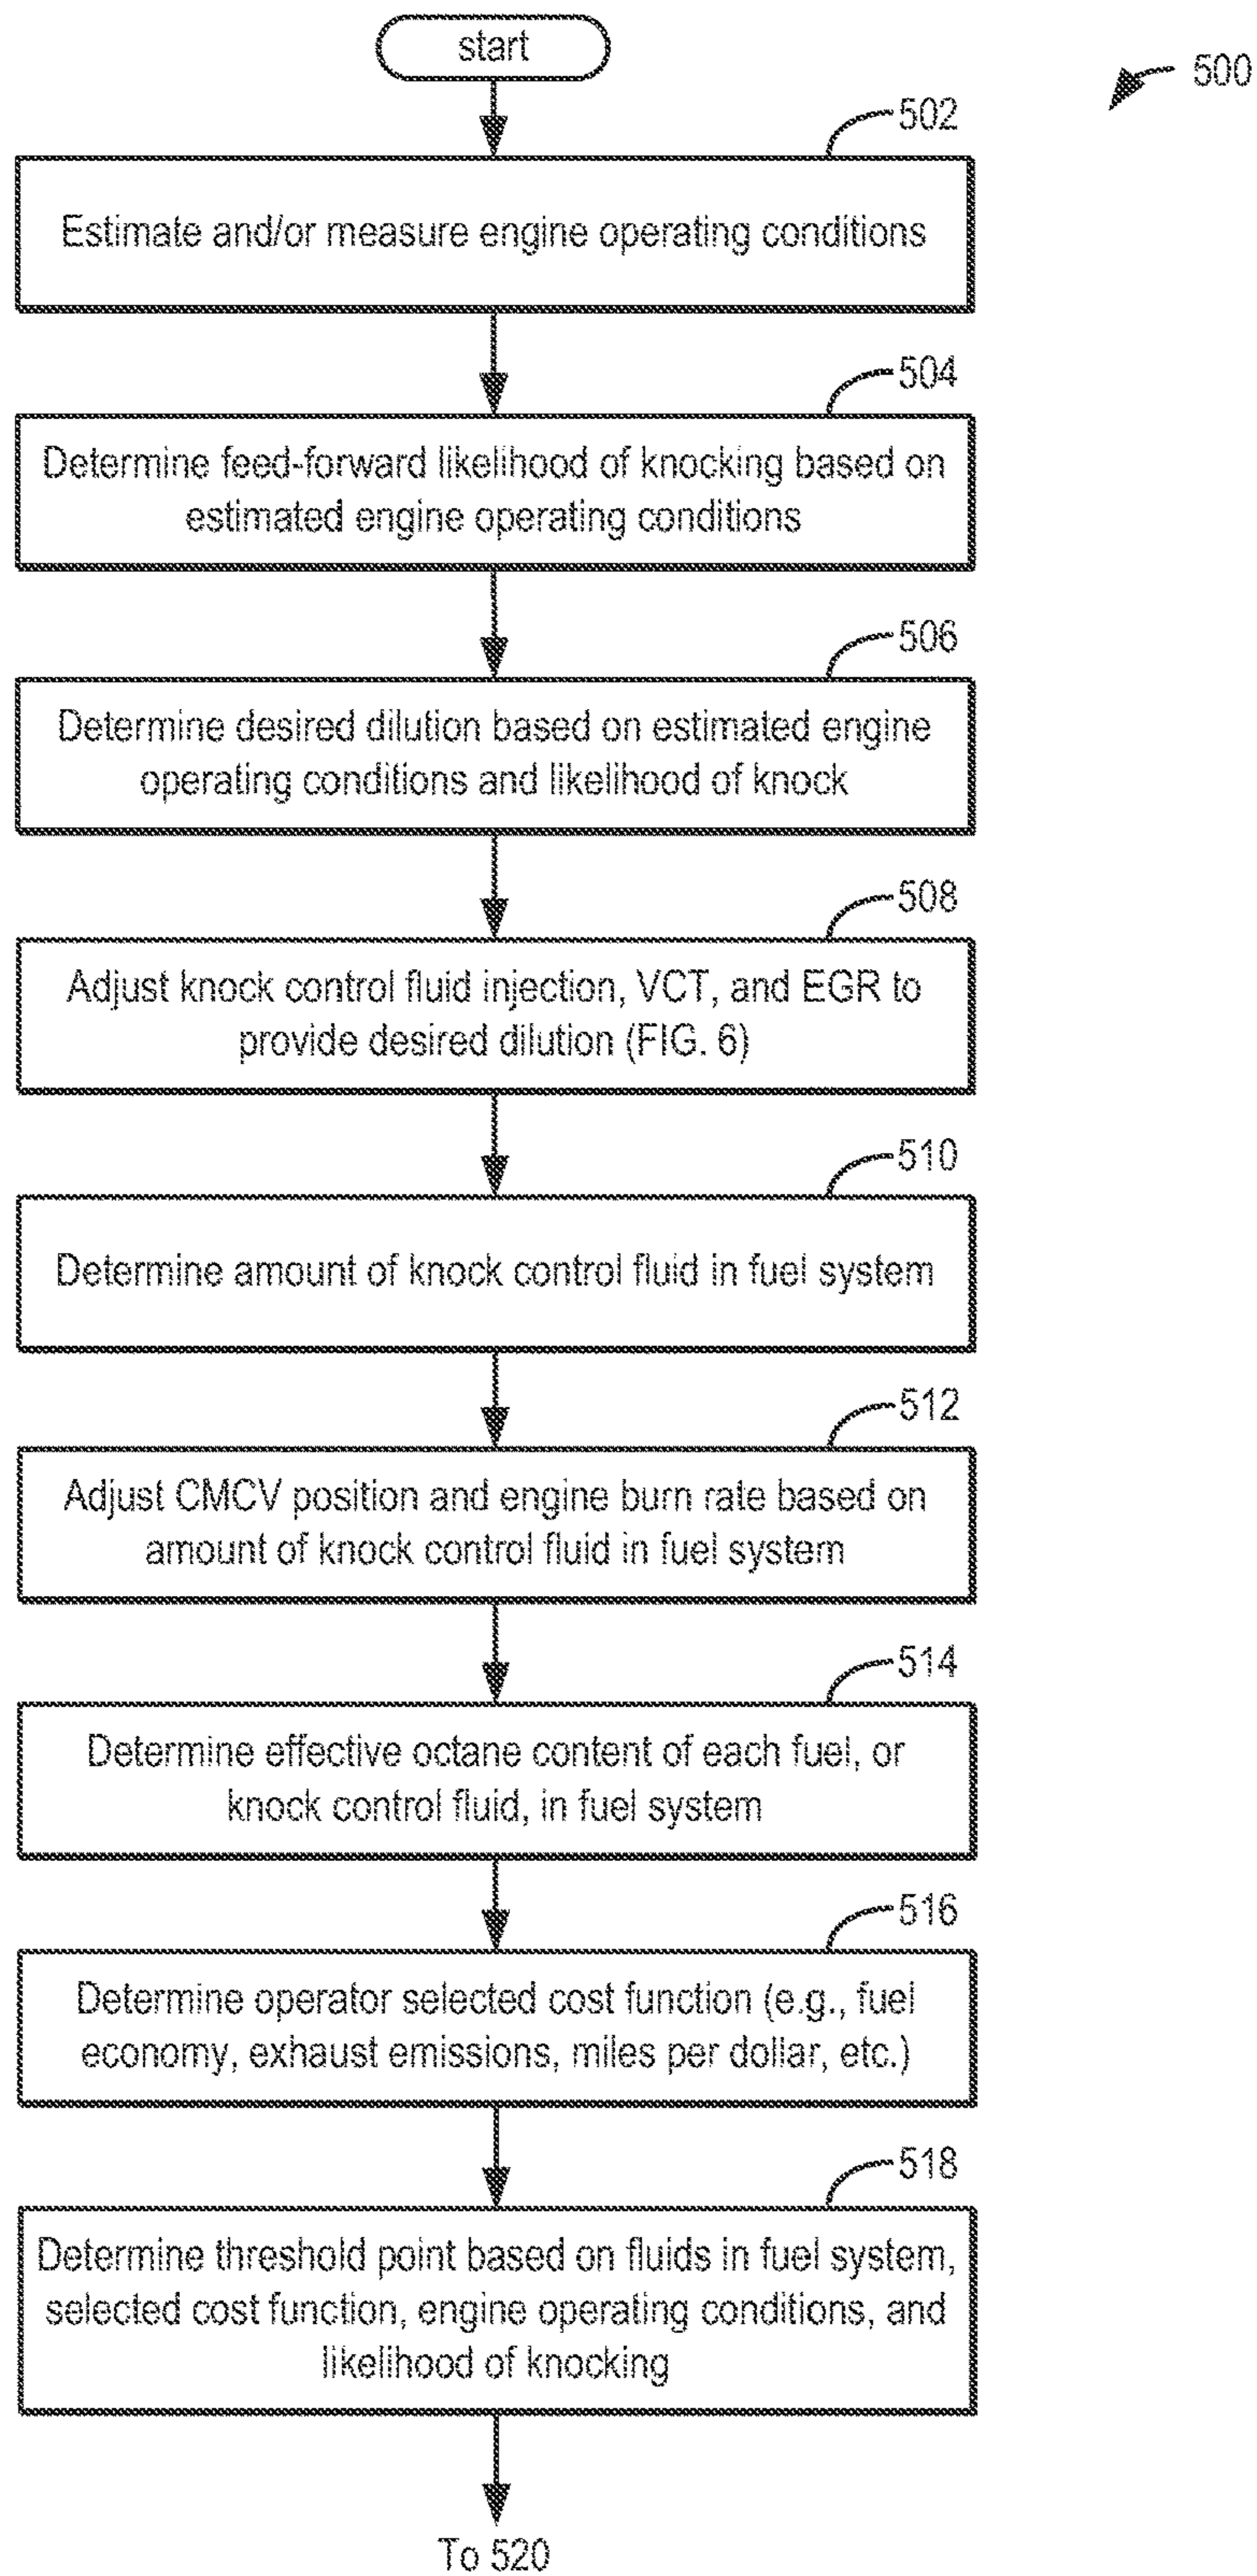 start
500
502
Estimate and/or measure engine operating conditions
504
Determine feed-forward likelihood of knocking based on
estimated engine operating conditions
506
Determine desired dilution based on estimated engine
operating conditions and likelihood of knock
508
Adjust knock control fluid injection, VCT, and EGR to
provide desired dilution (FIG. 6)
510
Determine amount of knock control fluid in fuel system
512
Adjust CMCV position and engine burn rate based on
amount of knock control fluid in fuel system
514
Determine effective octane content of each fuel, or
knock control fluid, in fuel system
516
Determine operator selected cost function (e.g., fuel
economy, exhaust emissions, miles per dollar, etc.)
518
Determine threshold point based on fluids in fuel system,
selected cost function, engine operating conditions, and
likelihood of knocking
To 520